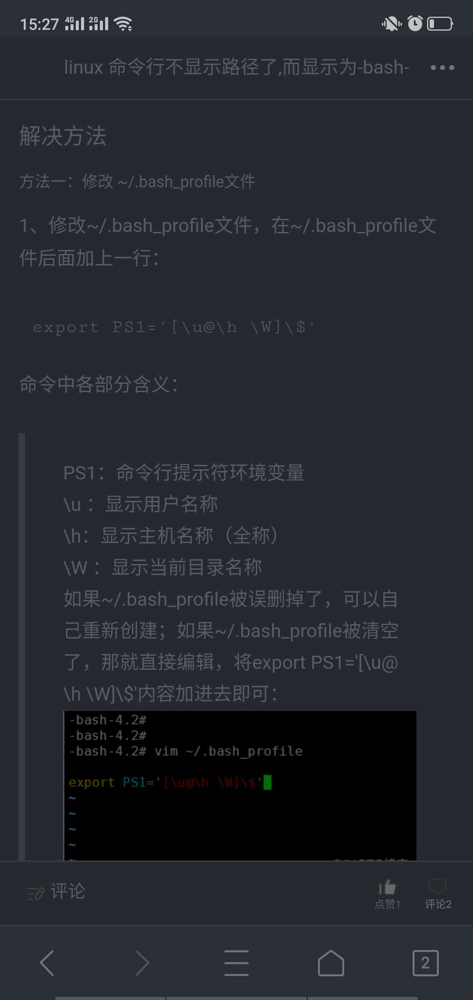 15:27 4G 2G
linux 命令行不显示路径了,而显示为-bash-
解决方法
方法一：修改 ~/.bash_profile文件
1、修改~/.bash_profile文件，在~/.bash_profile文
件后面加上一行：
export PS1='[\u@\h \W]\$'
命令中各部分含义：
PS1：命令行提示符环境变量
\u ：显示用户名称
\h：显示主机名称（全称）
\W ：显示当前目录名称
如果~/.bash_profile被误删掉了，可以自
己重新创建；如果~/.bash_profile被清空
了，那就直接编辑，将export PS1='[\u@
\h \W]\$'内容加进去即可：
-bash-4.2#
-bash-4.2#
-bash-4.2# vim ~/.bash_profile
export PS1='[\u@\h \W]\$'
~
~
~
~
~
评论
点赞1
评论2
2